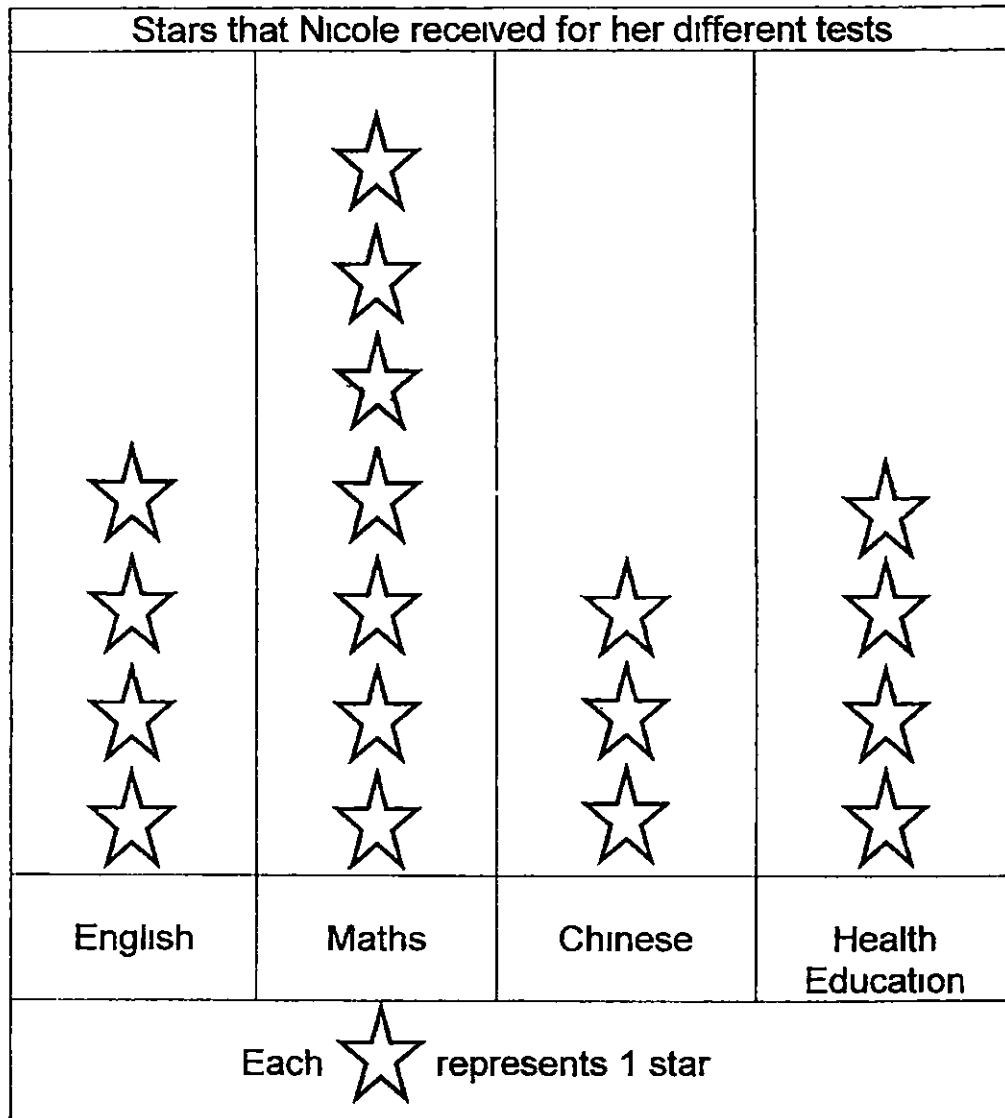 Stars that Nicole received for her different tests
English
Maths
Chinese
Health
Education
Each represents 1 star